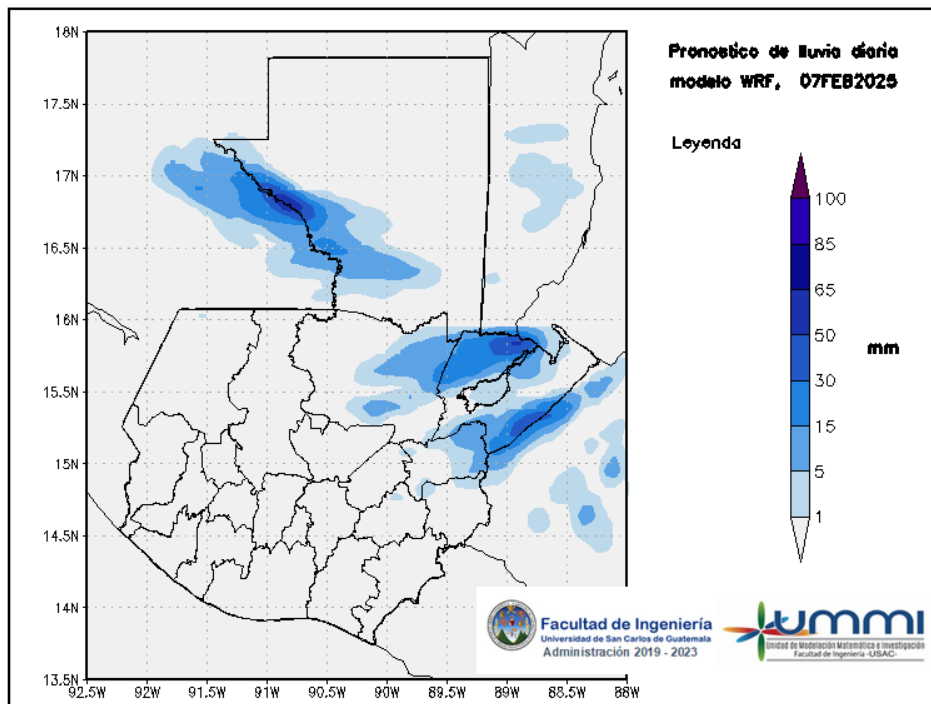 Pronostico de lluvia diaria
modelo WRF, 07FEB2025
Leyenda
100
85
65
50
30
15
5
1
mm
18N
17.5N
17N
16.5N
16N
15.5N
15N
14.5N
14N
13.5N
92.5W 92W 91.5W 91W 90.5W 90W 89.5W 89W 88.5W 88W
Facultad de Ingeniería
Universidad de San Carlos de Guatemala
Administración 2019 - 2023
ummi
Unidad de Modelación Matemática e Investigación
Facultad de Ingeniería -USAC-